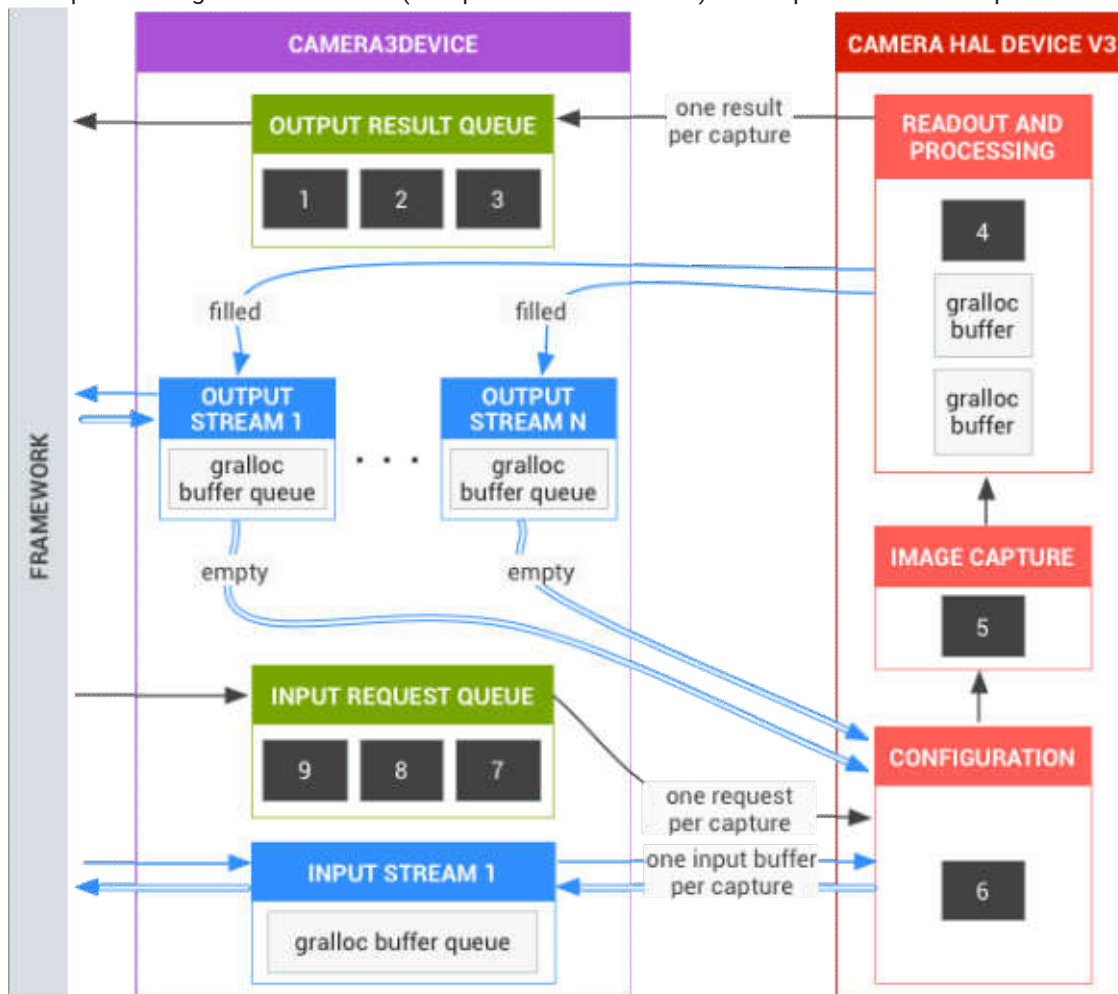 CAMERA3DEVICE
CAMERA HAL DEVICE V3
OUTPUT RESULT QUEUE
1
2
3
one result
per capture
READOUT AND
PROCESSING
4
gralloc
buffer
gralloc
buffer
filled
filled
OUTPUT
STREAM 1
gralloc
buffer queue
. . .
OUTPUT
STREAM N
gralloc
buffer queue
FRAMEWORK
empty
empty
IMAGE CAPTURE
5
INPUT REQUEST QUEUE
9
8
7
one request
per capture
CONFIGURATION
6
INPUT STREAM 1
gralloc buffer queue
one input buffer
per capture